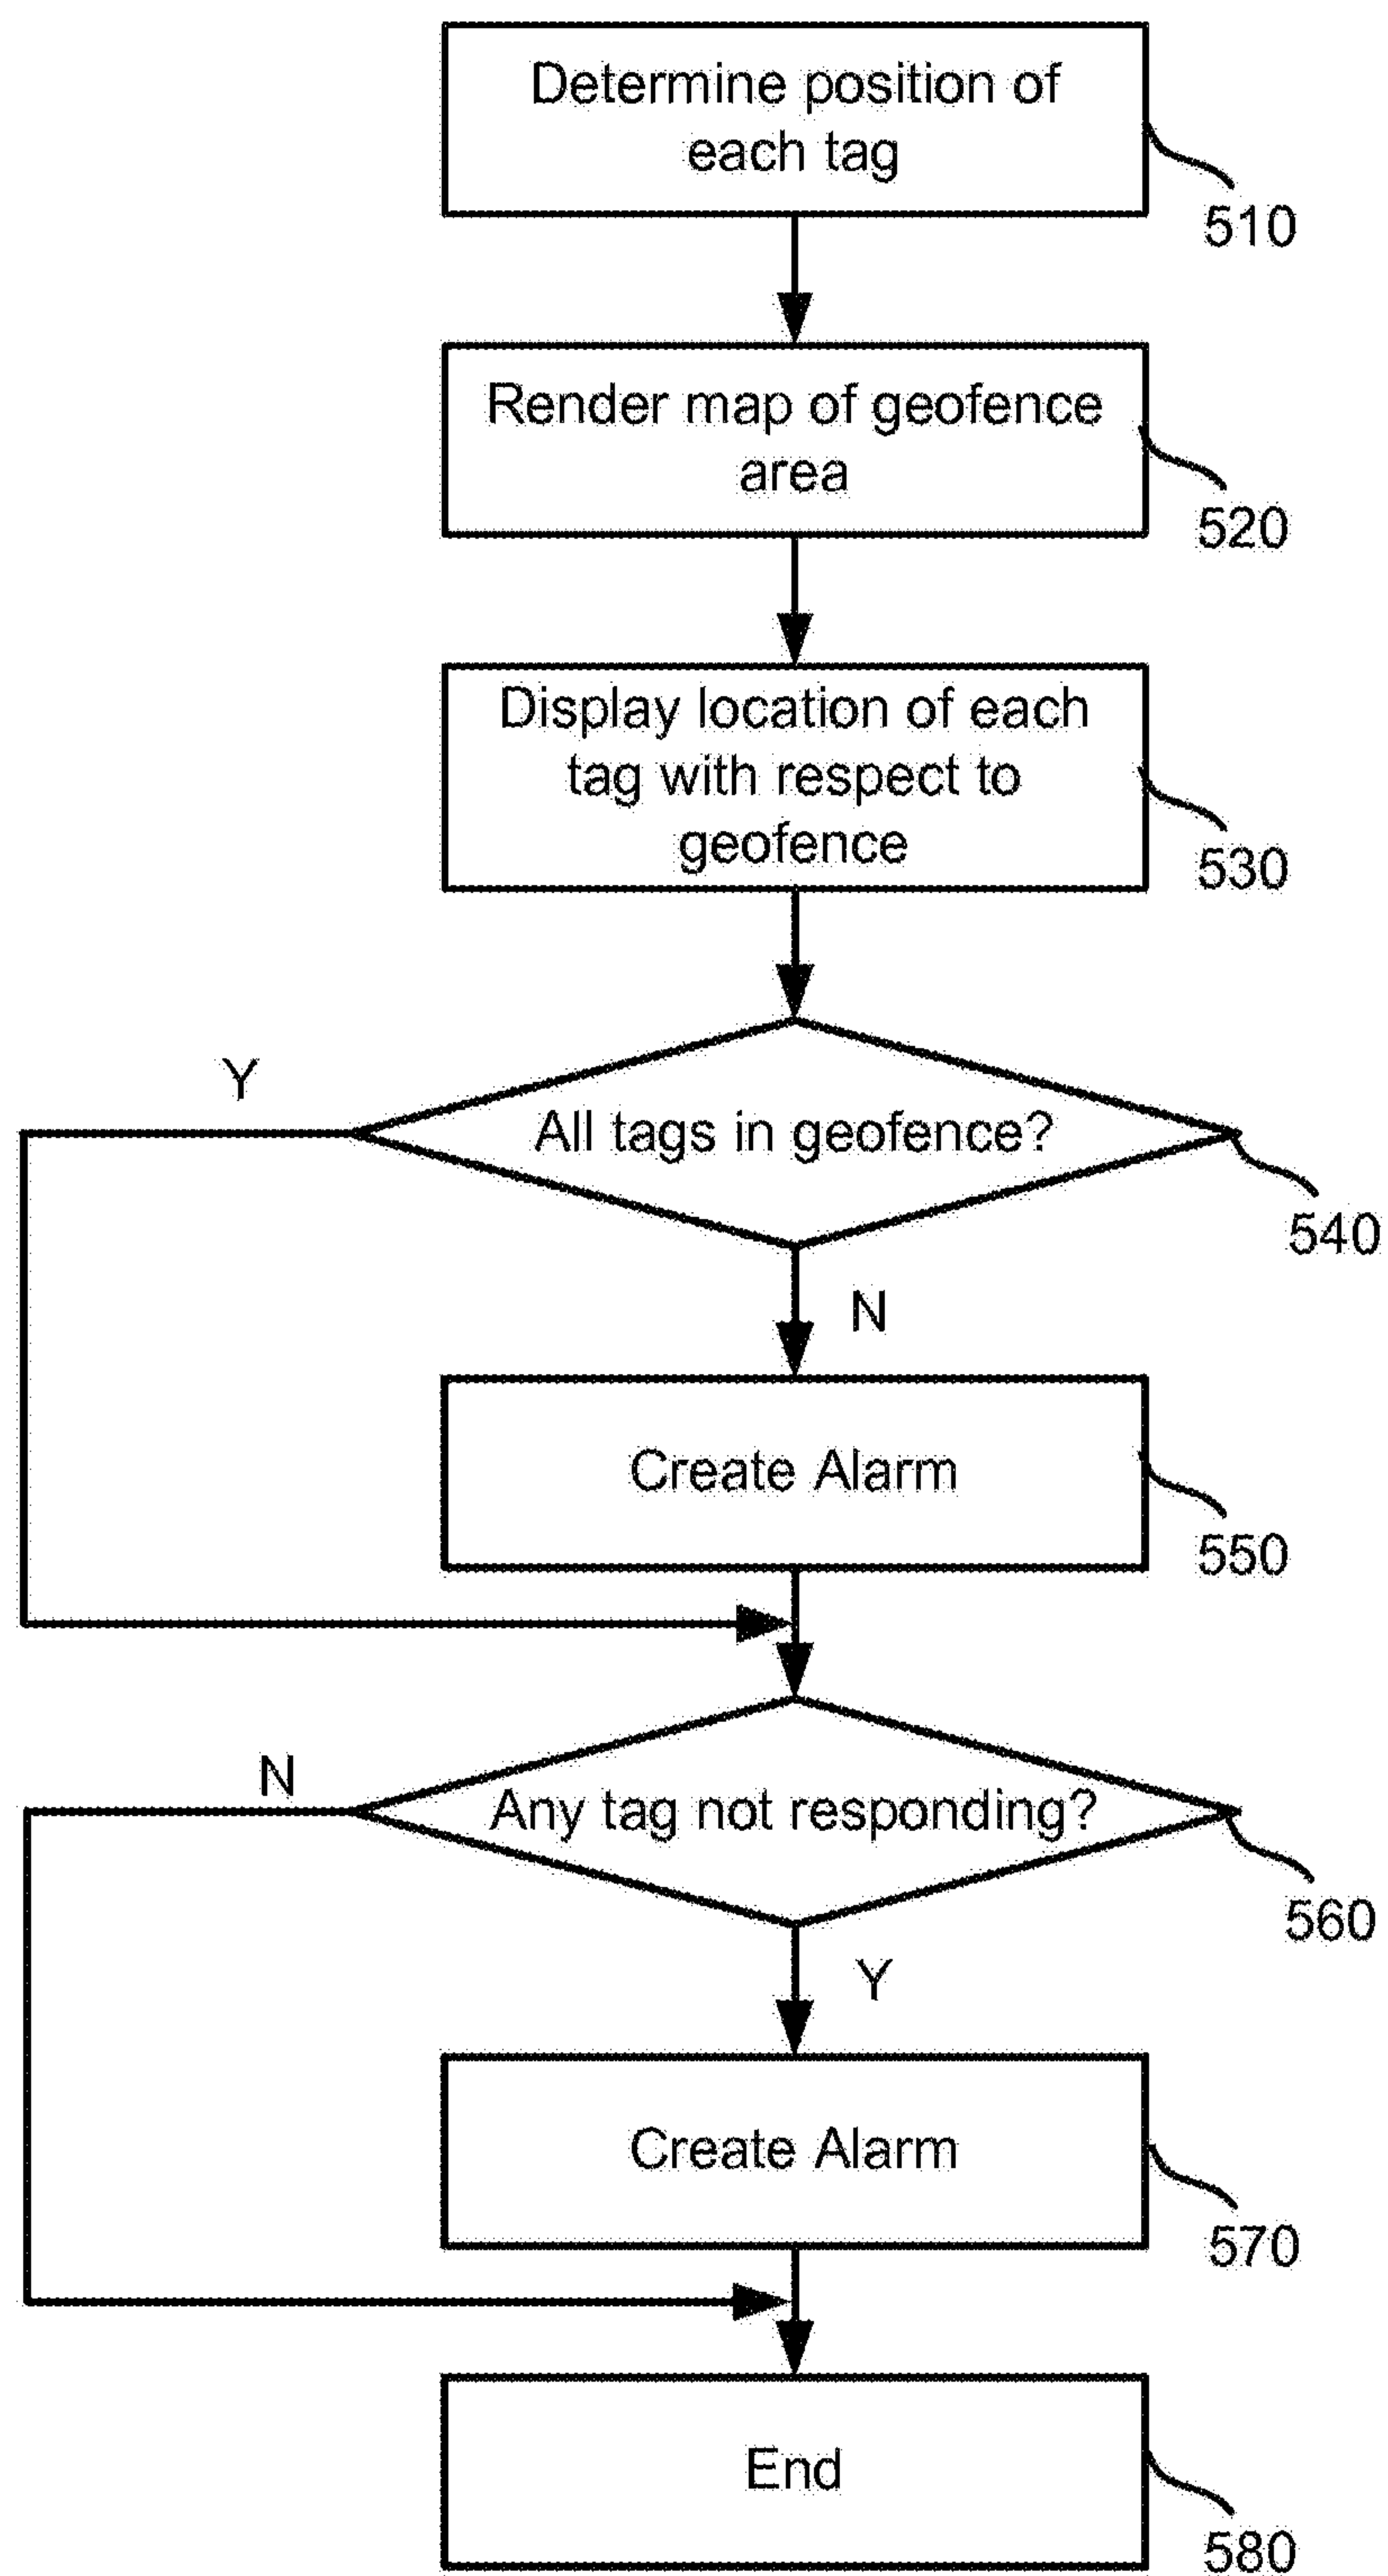 Determine position of
each tag
510
Render map of geofence
area
520
Display location of each
tag with respect to
geofence
530
Y
All tags in geofence?
540
N
Create Alarm
550
N
Any tag not responding?
560
Y
Create Alarm
570
End
580